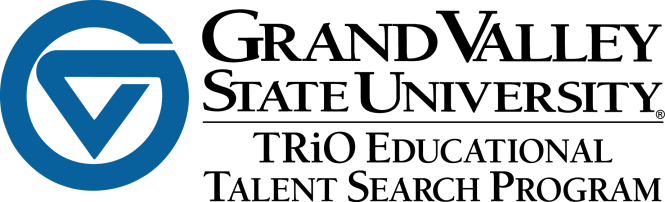 GRAND VALLEY
STATE UNIVERSITY®
TRiO EDUCATIONAL
TALENT SEARCH PROGRAM